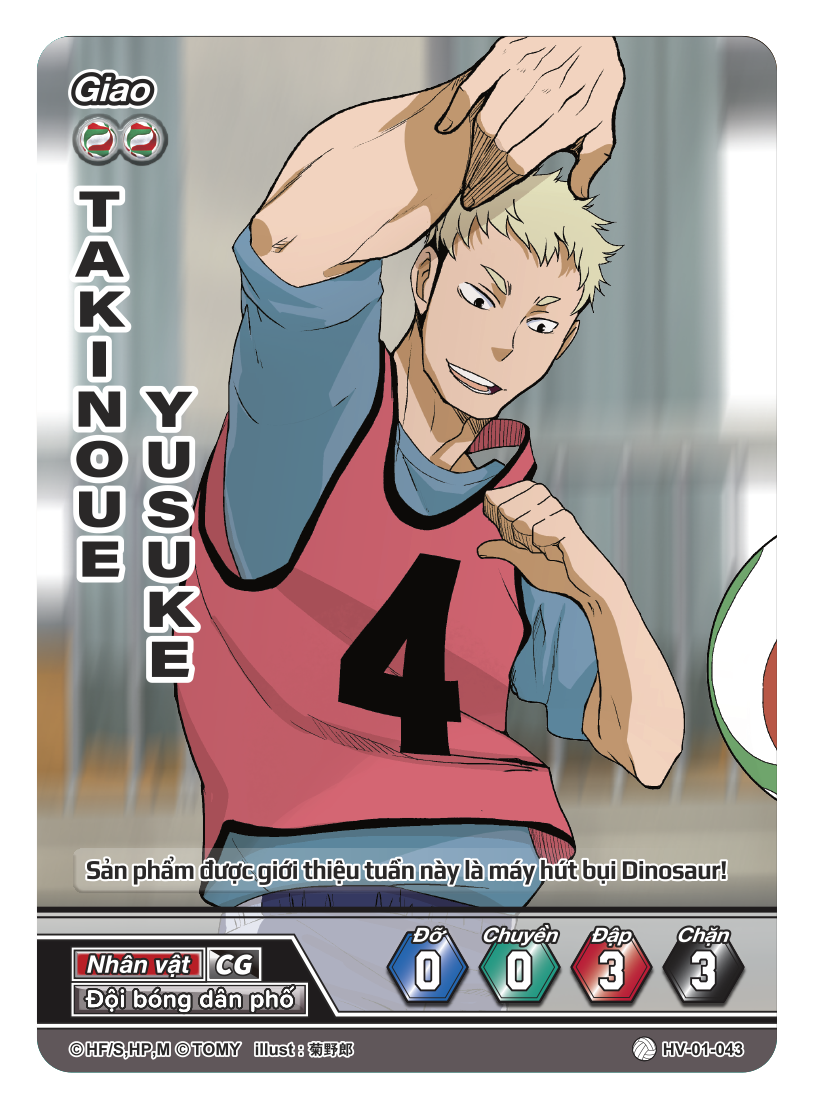 Giao
TAKINOUE
YUSUKE
4
Sản phẩm được giới thiệu tuần này là máy hút bụi Dinosaur!
Đỡ Chuyền Đập Chặn
0 0 3 3
Nhân vật CG
Đội bóng dân phố
©HF/S,HP,M ©TOMY illust : 菊野郎 HV-01-043